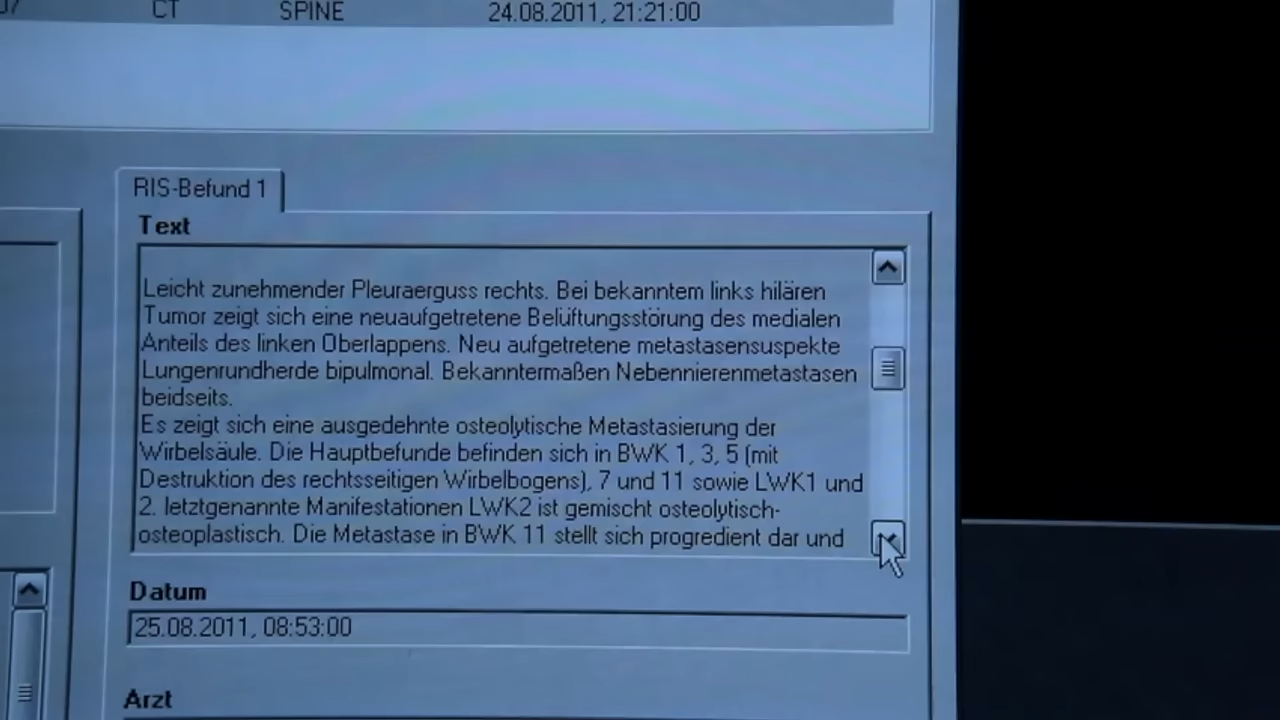 CT SPINE 24.08.2011, 21:21:00
RIS-Befund 1
Text
Leicht zunehmender Pleuraerguss rechts. Bei bekanntem links hilären
Tumor zeigt sich eine neuaufgetretene Belüftungsstörung des medialen
Anteils des linken Oberlappens. Neu aufgetretene metastasensuspekte
Lungenrundherde bipulmonal. Bekanntermaßen Nebennierenmetastasen
beidseits.
Es zeigt sich eine ausgedehnte osteolytische Metastasierung der
Wirbelsäule. Die Hauptbefunde befinden sich in BWK 1, 3, 5 (mit
Destruktion des rechtsseitigen Wirbelbogens), 7 und 11 sowie LWK1 und
2. letztgenannte Manifestationen LWK2 ist gemischt osteolytisch-
osteoplastisch. Die Metastase in BWK 11 stellt sich progredient dar und
Datum
25.08.2011, 08:53:00
Arzt